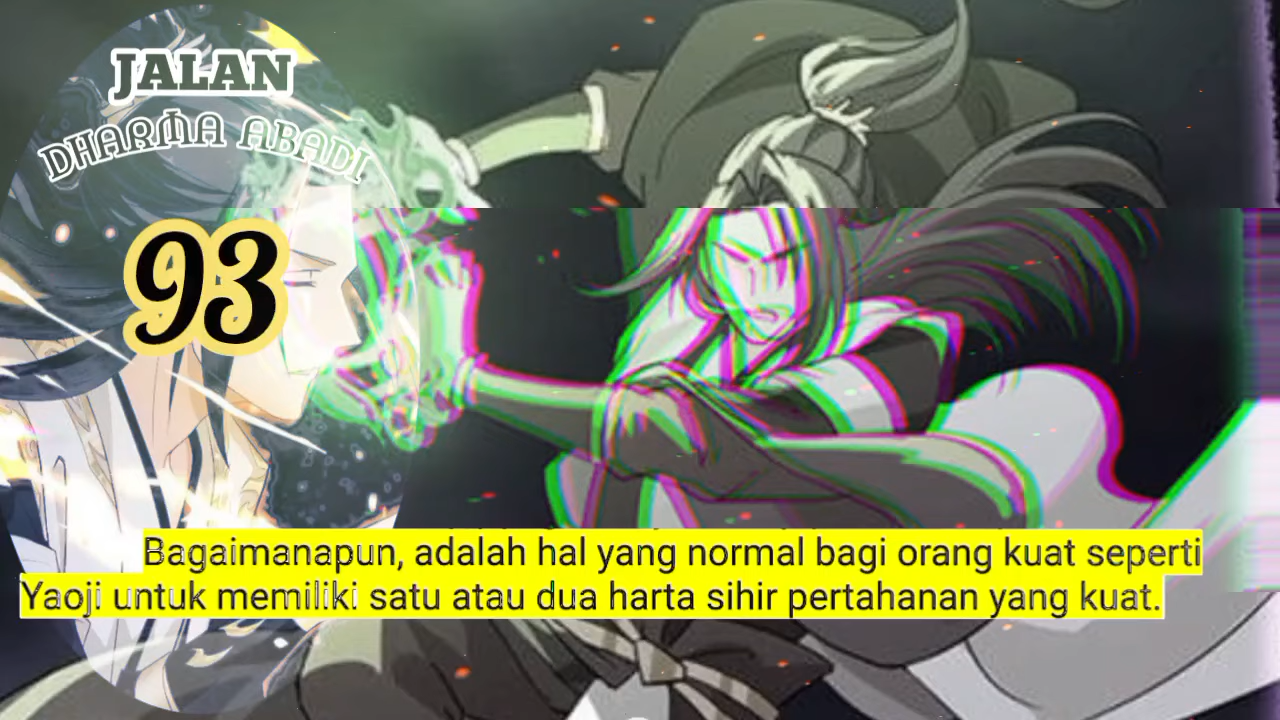 JALAN
DHARMA ABADI
93
Bagaimanapun, adalah hal yang normal bagi orang kuat seperti
Yaoji untuk memiliki satu atau dua harta sihir pertahanan yang kuat.